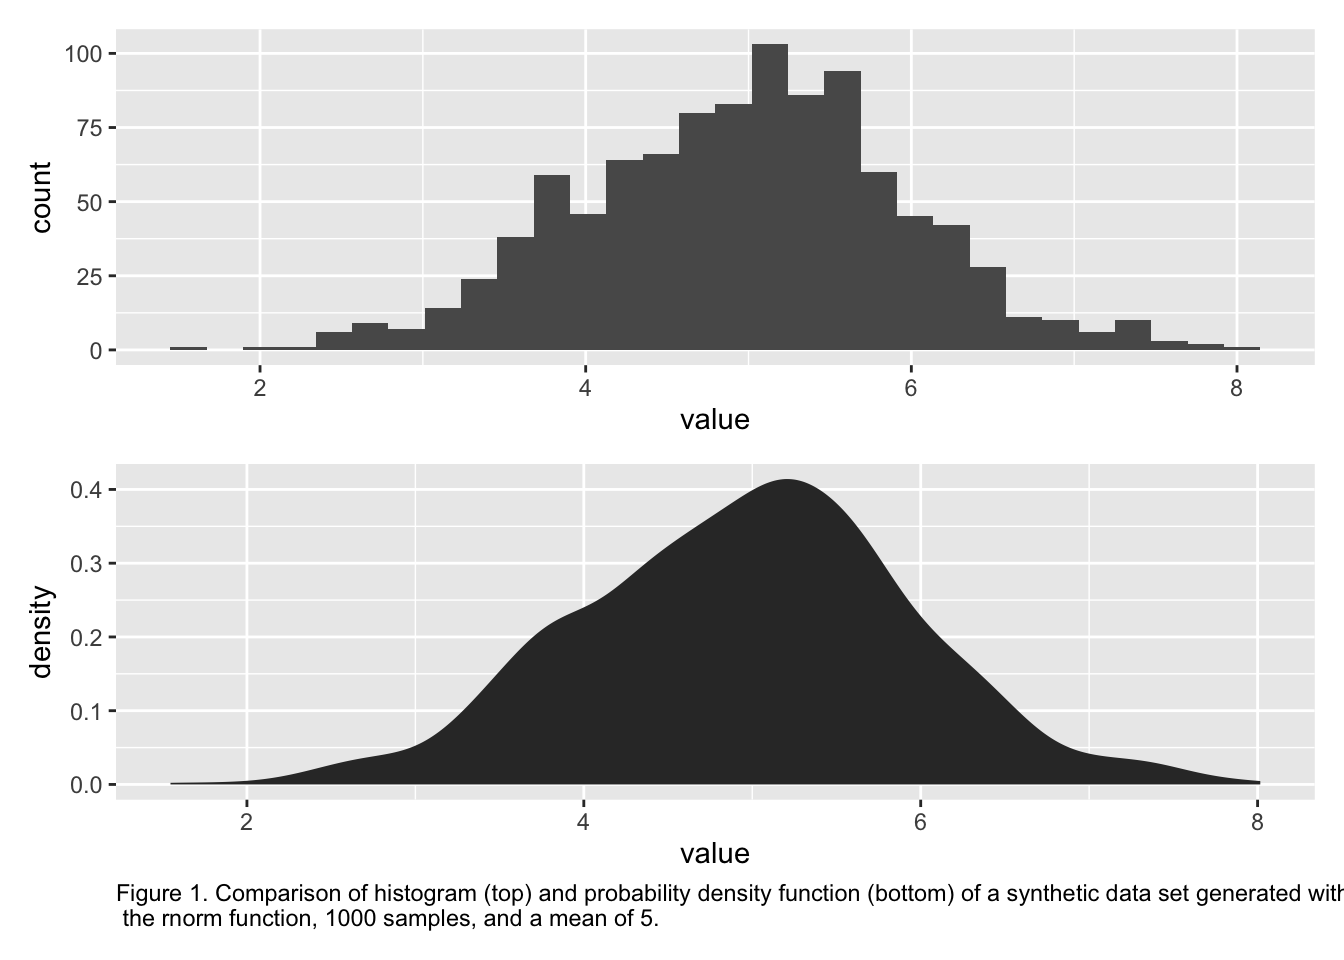 100
75
50
25
0
count
2 4 6 8
value
0.4
0.3
0.2
0.1
0.0
density
2 4 6 8
value
Figure 1. Comparison of histogram (top) and probability density function (bottom) of a synthetic data set generated with
the rnorm function, 1000 samples, and a mean of 5.